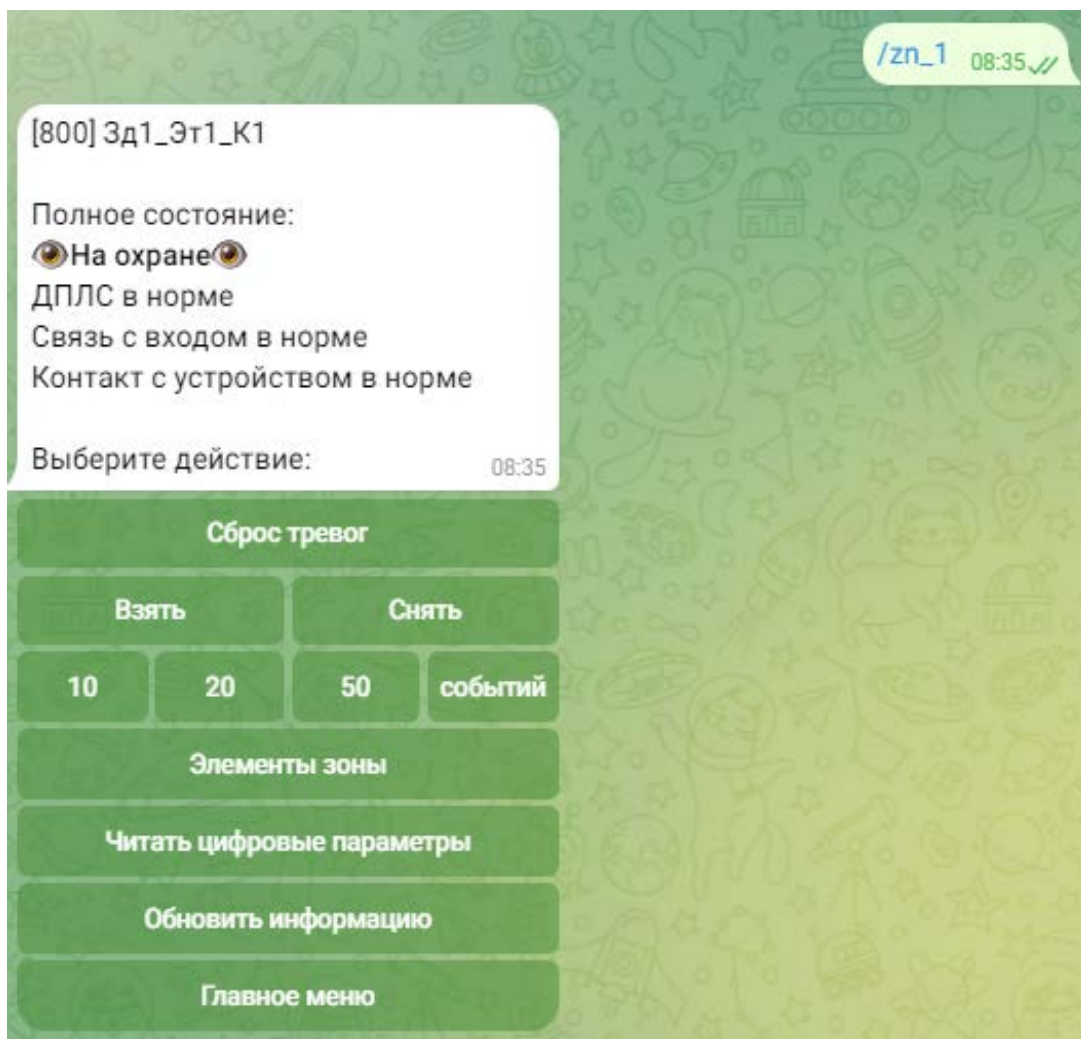 /zn_1 08:35
[800] Зд1_Эт1_К1
Полное состояние:
👁На охране👁
ДПЛС в норме
Связь с входом в норме
Контакт с устройством в норме
Выберите действие:
08:35
Сброс тревог
Взять Снять
10 20 50 событий
Элементы зоны
Читать цифровые параметры
Обновить информацию
Главное меню